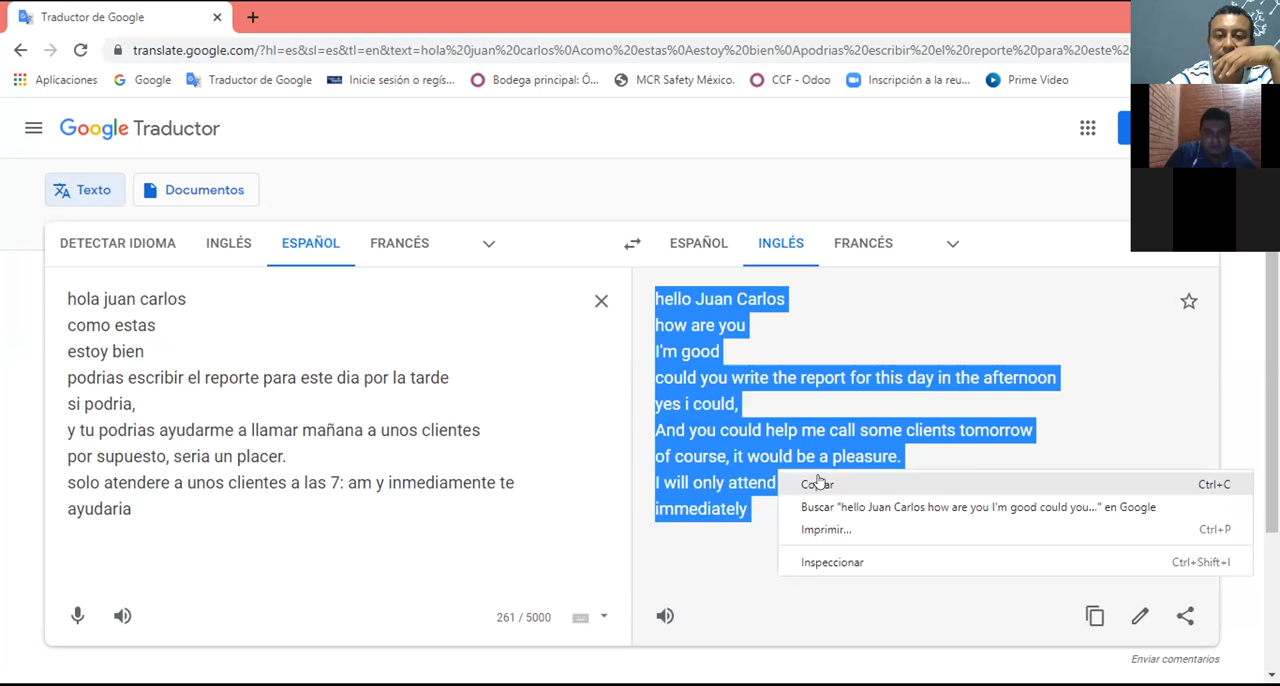 Traductor de Google
translate.google.com/?hl=es&sl=es&tl=en&text=hola%20juan%20carlos%0Acomo%20estas%0Aestoy%20bien%0Apodrias%20escribir%20el%20reporte%20para%20este%20
Aplicaciones Google Traductor de Google Inicie sesión o regís... Bodega principal: Ó... MCR Safety México. CCF - Odoo Inscripción a la reu... Prime Video
Google Traductor
Texto Documentos
DETECTAR IDIOMA INGLÉS ESPAÑOL FRANCÉS ESPAÑOL INGLÉS FRANCÉS
hola juan carlos
como estas
estoy bien
podrias escribir el reporte para este dia por la tarde
si podria,
y tu podrias ayudarme a llamar mañana a unos clientes
por supuesto, seria un placer.
solo atendere a unos clientes a las 7: am y inmediamente te
ayudaria
261 / 5000
hello Juan Carlos
how are you
I'm good
could you write the report for this day in the afternoon
yes i could,
And you could help me call some clients tomorrow
of course, it would be a pleasure.
I will only attend
immediately
Copiar Ctrl+C
Buscar "hello Juan Carlos how are you I'm good could you..." en Google
Imprimir... Ctrl+P
Inspeccionar Ctrl+Shift+I
Enviar comentarios